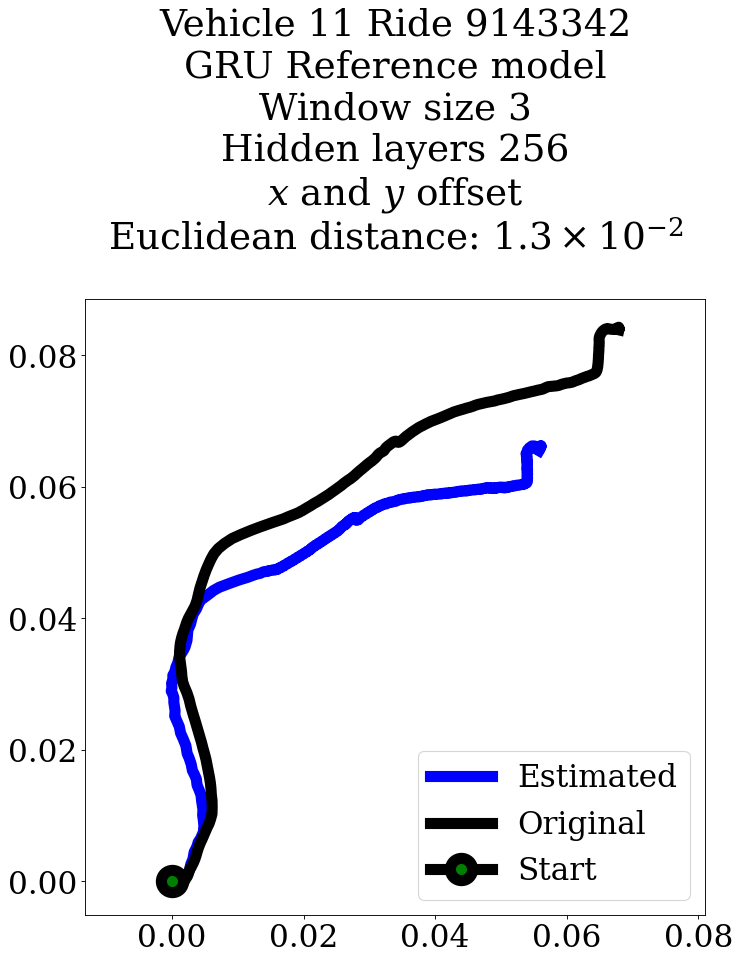 Vehicle 11 Ride 9143342
GRU Reference model
Window size 3
Hidden layers 256
x and y offset
Euclidean distance: 1.3 × 10⁻²
0.08
0.06
0.04
0.02
0.00
Estimated
Original
Start
0.00 0.02 0.04 0.06 0.08